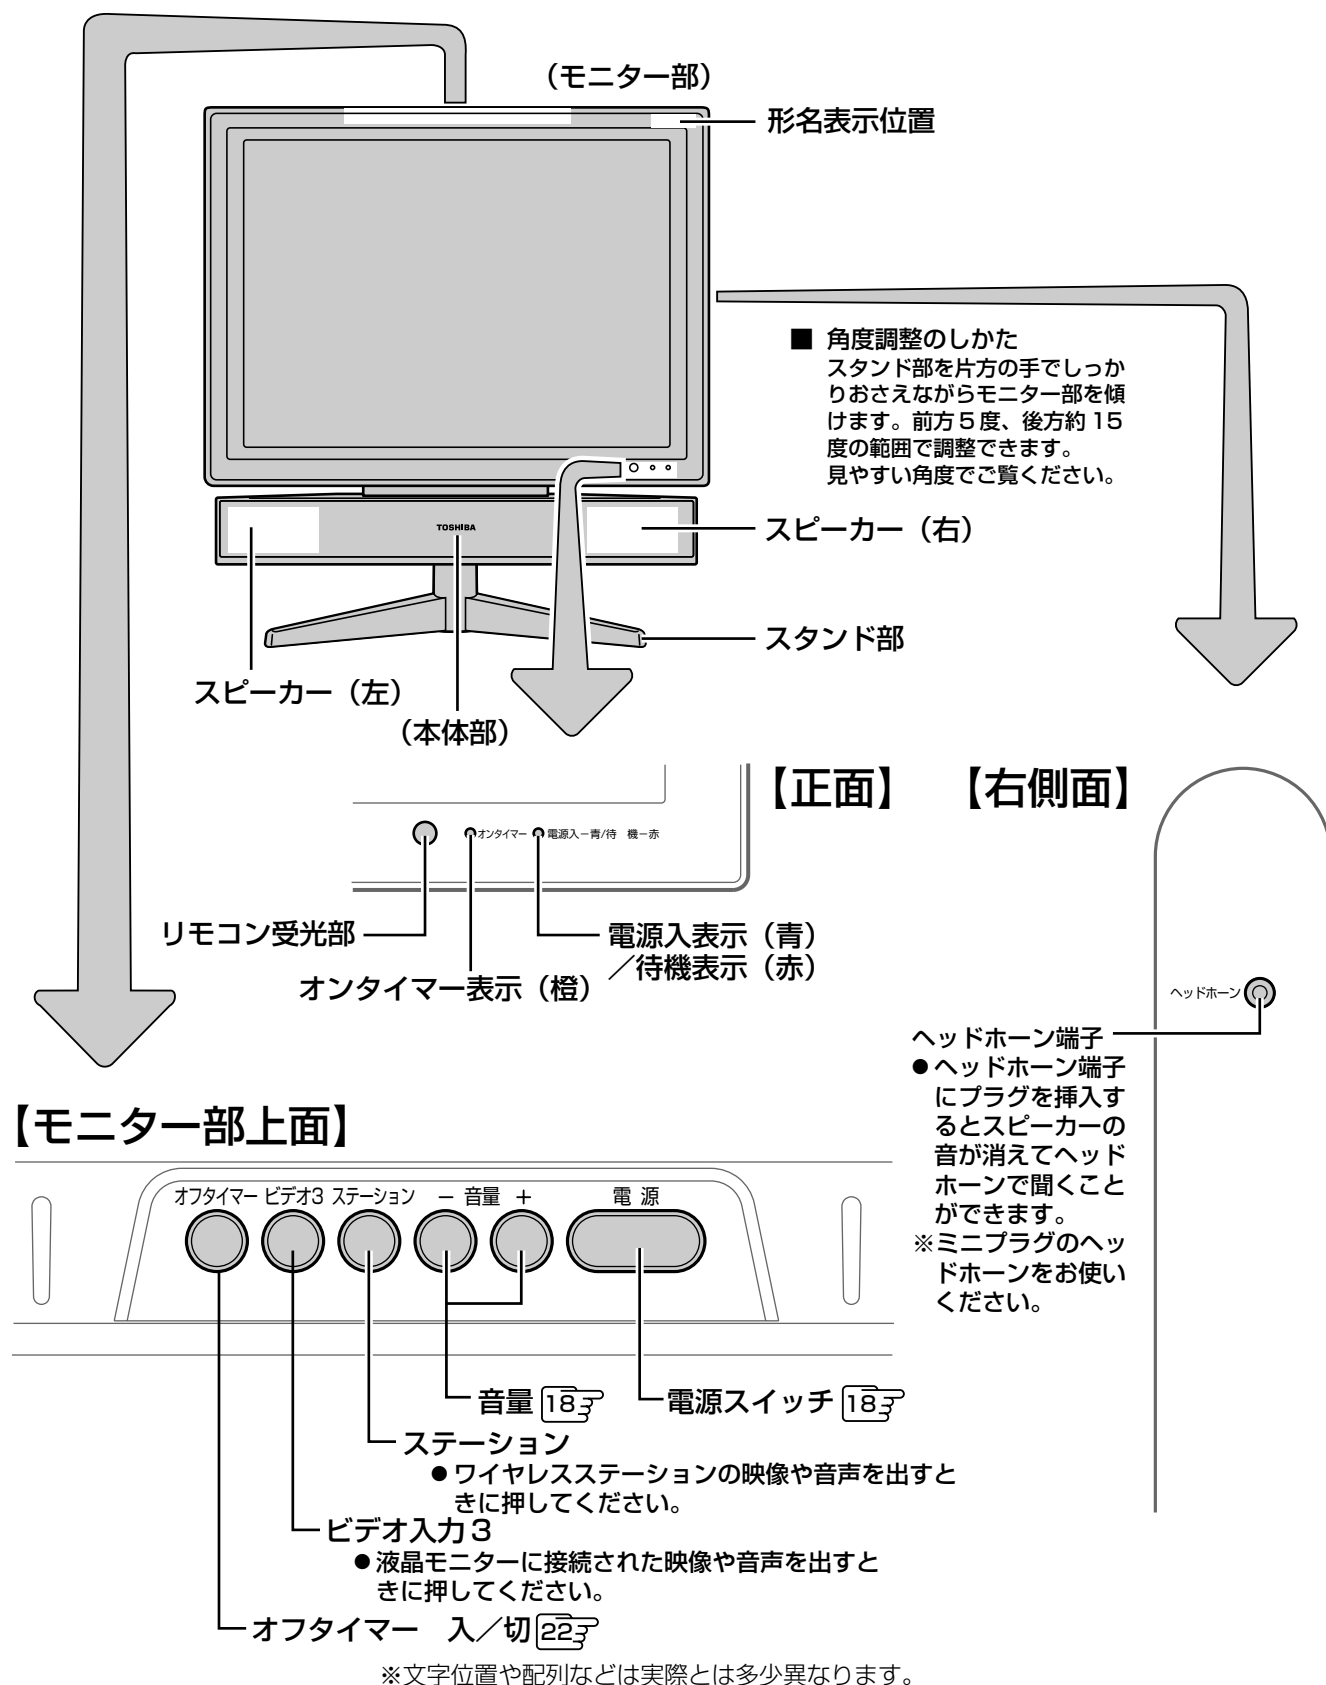 （モニター部）
形名表示位置
■ 角度調整のしかた
スタンド部を片方の手でしっか
りおさえながらモニター部を傾
けます。前方５度、後方約 15
度の範囲で調整できます。
見やすい角度でご覧ください。
TOSHIBA
スピーカー（右）
スタンド部
スピーカー（左）
（本体部）
【正面】
【右側面】
オンタイマー
電源入－青/待　機－赤
リモコン受光部
電源入表示（青）
／待機表示（赤）
オンタイマー表示（橙）
ヘッドホーン
ヘッドホーン端子
●ヘッドホーン端子
にプラグを挿入す
るとスピーカーの
音が消えてヘッド
ホーンで聞くこと
ができます。
※ミニプラグのヘッ
ドホーンをお使い
ください。
【モニター部上面】
オフタイマー ビデオ3 ステーション － 音量 ＋ 電 源
音量 18
電源スイッチ 18
ステーション
●ワイヤレスステーションの映像や音声を出すと
きに押してください。
ビデオ入力３
●液晶モニターに接続された映像や音声を出すと
きに押してください。
オフタイマー　入／切 22
※文字位置や配列などは実際とは多少異なります。